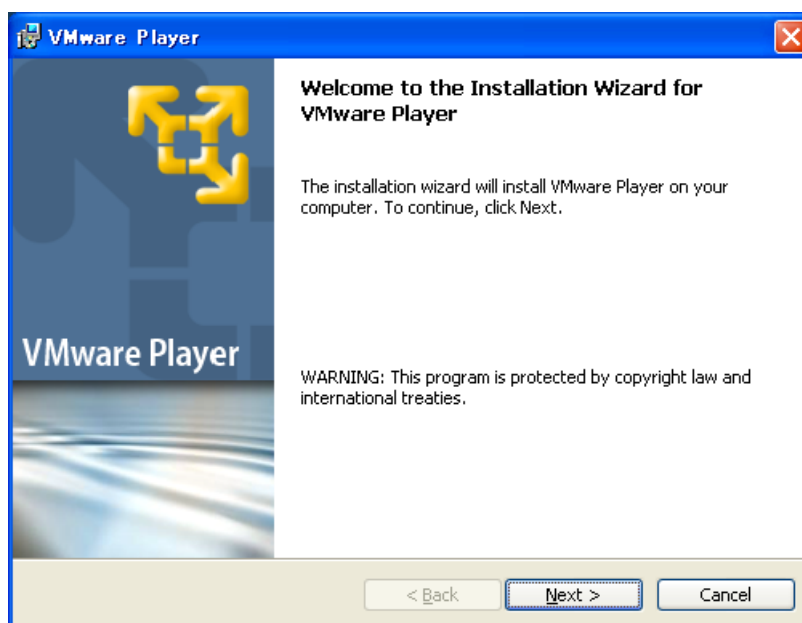 VMware Player
Welcome to the Installation Wizard for
VMware Player
The installation wizard will install VMware Player on your
computer. To continue, click Next.
VMware Player
WARNING: This program is protected by copyright law and
international treaties.
< Back
Next >
Cancel